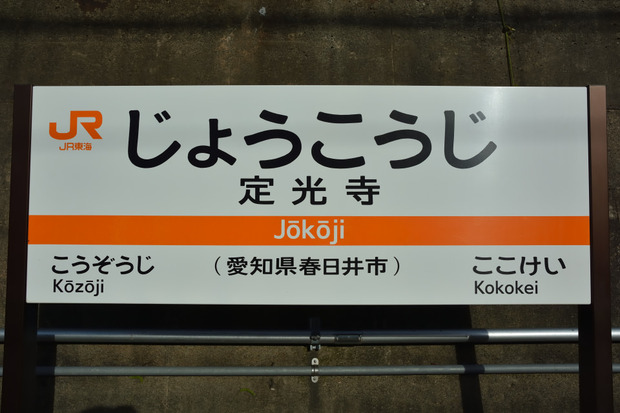 JR
JR東海
じょうこうじ
定光寺
Jōkōji
こうぞうじ
Kōzōji
(愛知県春日井市)
ここけい
Kokokei